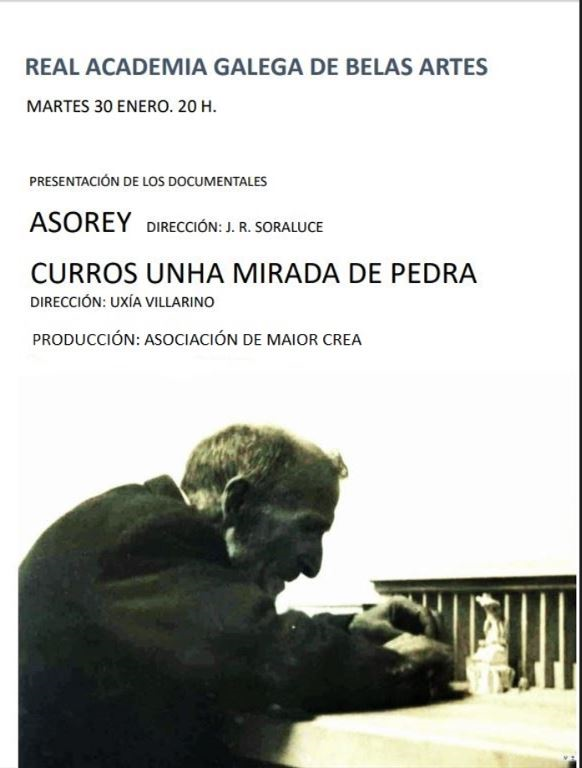 REAL ACADEMIA GALEGA DE BELAS ARTES
MARTES 30 ENERO. 20 H.
PRESENTACIÓN DE LOS DOCUMENTALES
ASOREY DIRECCIÓN: J. R. SORALUCE
CURROS UNHA MIRADA DE PEDRA
DIRECCIÓN: UXÍA VILLARINO
PRODUCCIÓN: ASOCIACIÓN DE MAIOR CREA